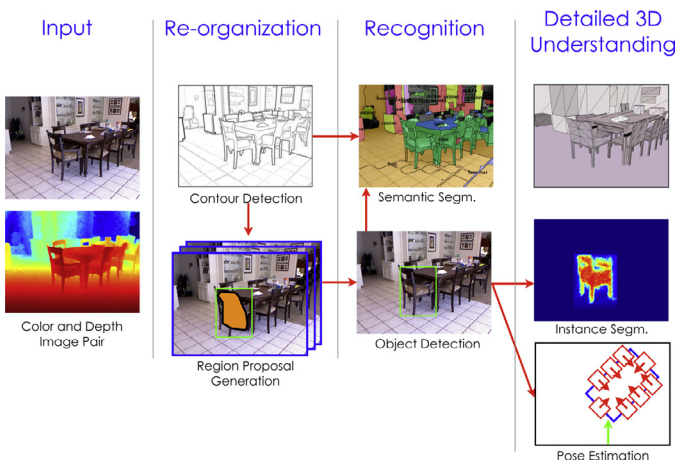 Input
Re-organization
Recognition
Detailed 3D
Understanding
Contour Detection
Semantic Segm.
Color and Depth
Image Pair
Region Proposal
Generation
Object Detection
Instance Segm.
Pose Estimation